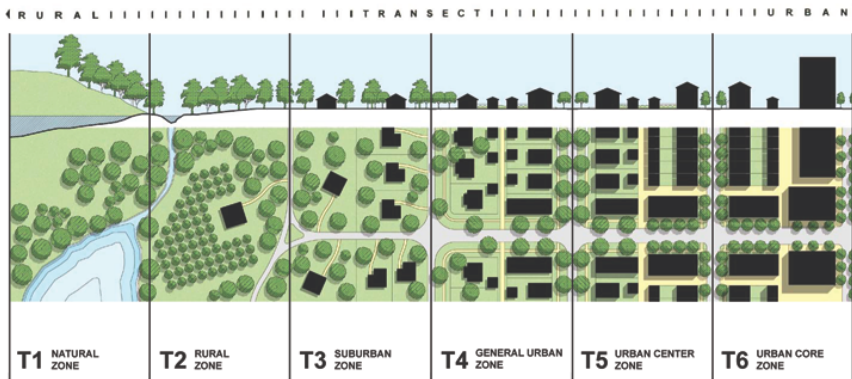 RURAL TRANSECT URBAN
T1 NATURAL ZONE
T2 RURAL ZONE
T3 SUBURBAN ZONE
T4 GENERAL URBAN ZONE
T5 URBAN CENTER ZONE
T6 URBAN CORE ZONE